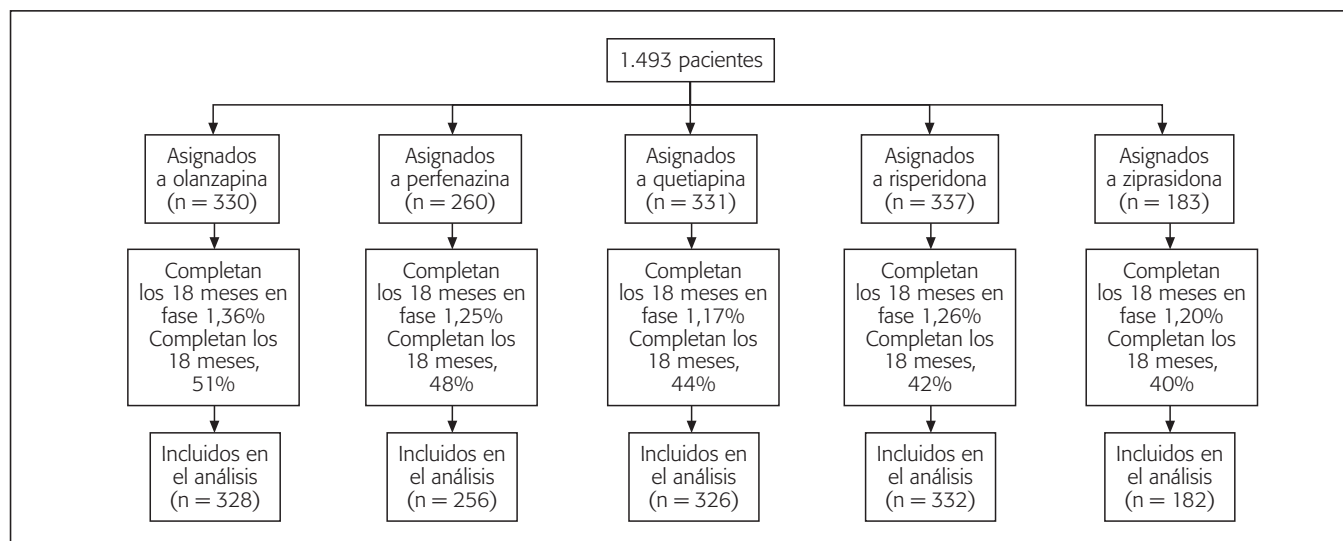 1.493 pacientes
Asignados
a olanzapina
(n = 330)
Asignados
a perfenazina
(n = 260)
Asignados
a quetiapina
(n = 331)
Asignados
a risperidona
(n = 337)
Asignados
a ziprasidona
(n = 183)
Completan
los 18 meses en
fase 1,36%
Completan los
18 meses,
51%
Completan
los 18 meses en
fase 1,25%
Completan los
18 meses,
48%
Completan
los 18 meses en
fase 1,17%
Completan los
18 meses,
44%
Completan
los 18 meses en
fase 1,26%
Completan los
18 meses,
42%
Completan
los 18 meses en
fase 1,20%
Completan los
18 meses,
40%
Incluidos en
el análisis
(n = 328)
Incluidos en
el análisis
(n = 256)
Incluidos en
el análisis
(n = 326)
Incluidos en
el análisis
(n = 332)
Incluidos en
el análisis
(n = 182)